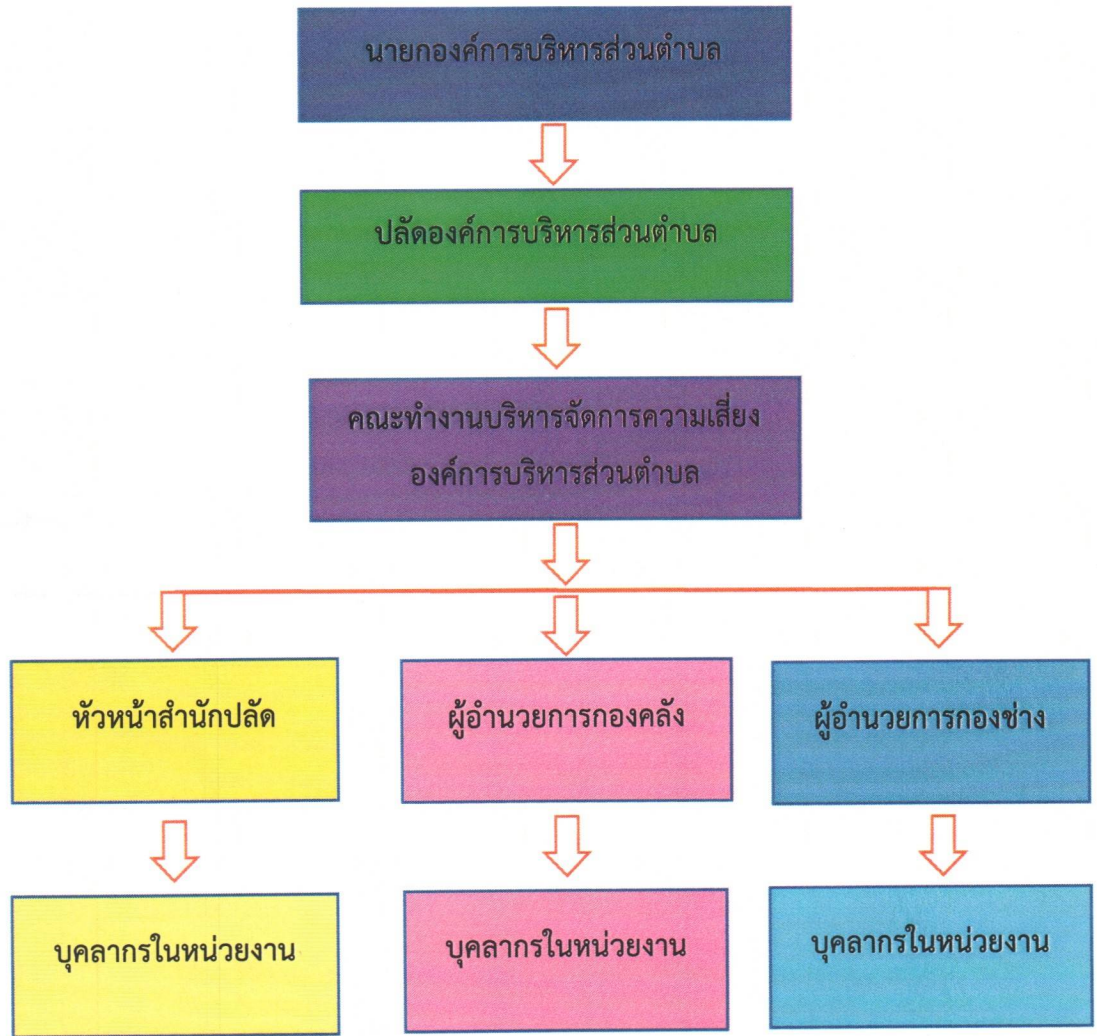 นายกองค์การบริหารส่วนตำบล
ปลัดองค์การบริหารส่วนตำบล
คณะทำงานบริหารจัดการความเสี่ยง
องค์การบริหารส่วนตำบล
หัวหน้าสำนักปลัด
ผู้อำนวยการกองคลัง
ผู้อำนวยการกองช่าง
บุคลากรในหน่วยงาน
บุคลากรในหน่วยงาน
บุคลากรในหน่วยงาน